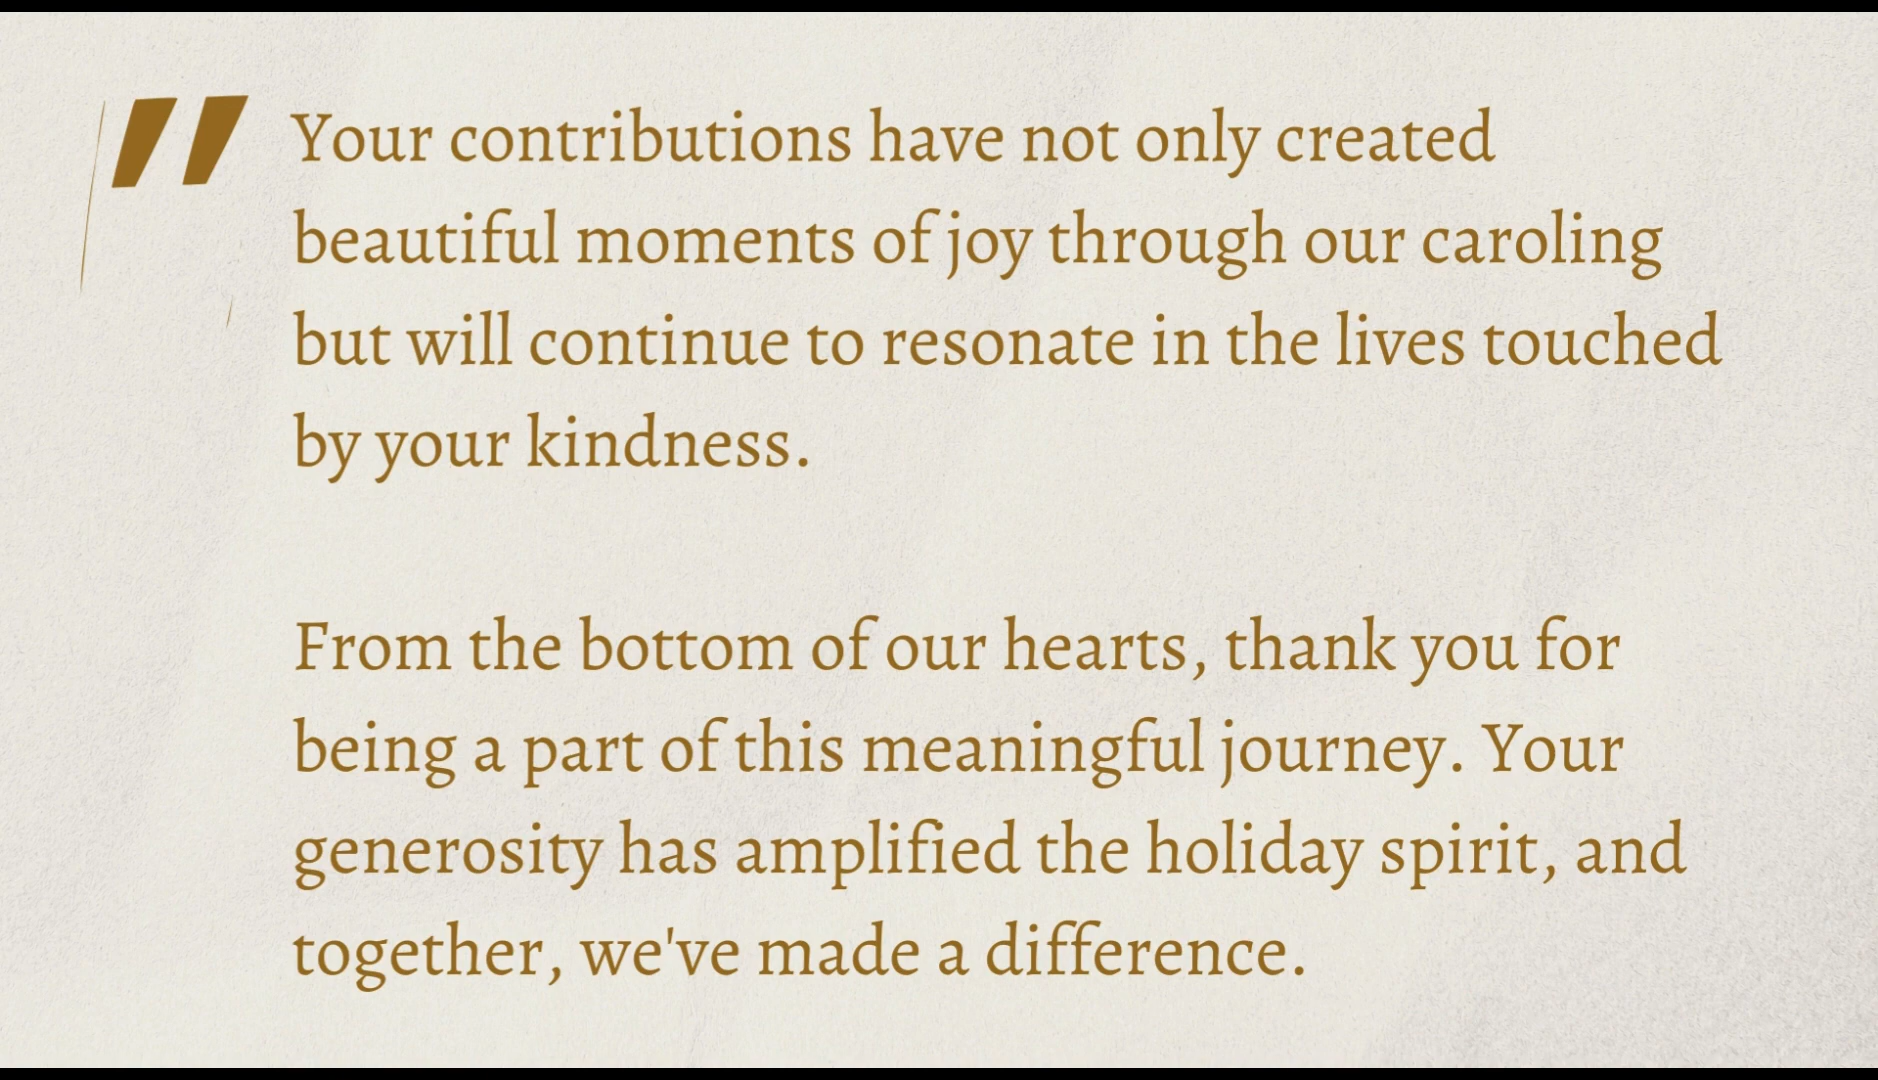 "Your contributions have not only created
beautiful moments of joy through our caroling
but will continue to resonate in the lives touched
by your kindness.
From the bottom of our hearts, thank you for
being a part of this meaningful journey. Your
generosity has amplified the holiday spirit, and
together, we've made a difference.